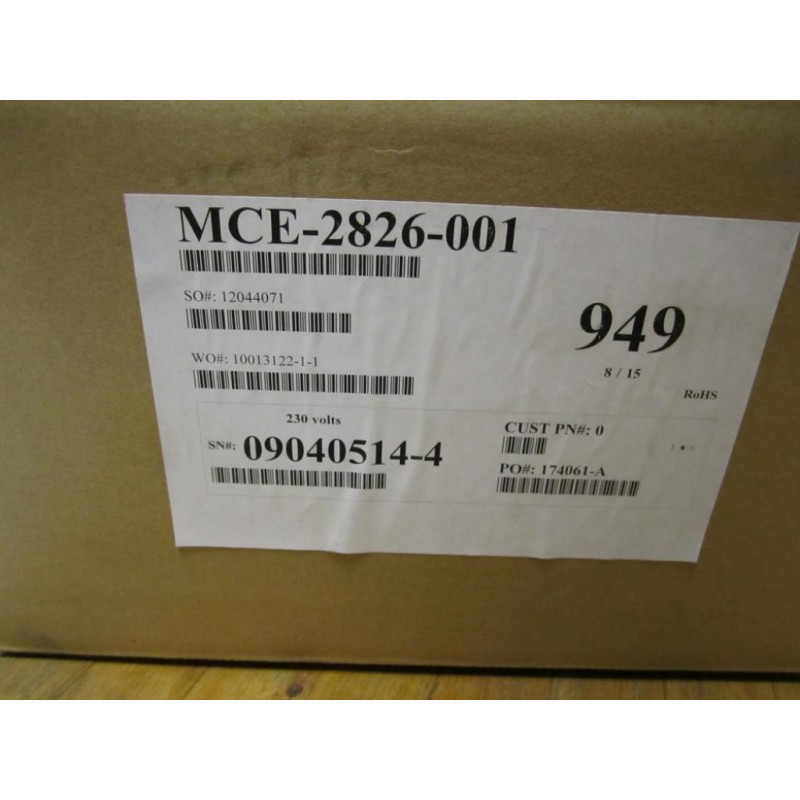 MCE-2826-001
SO#: 12044071
949
WO#: 10013122-1-1
8 / 15
RoHS
230 volts
SN#: 09040514-4
CUST PN#: 0
PO#: 174061-A